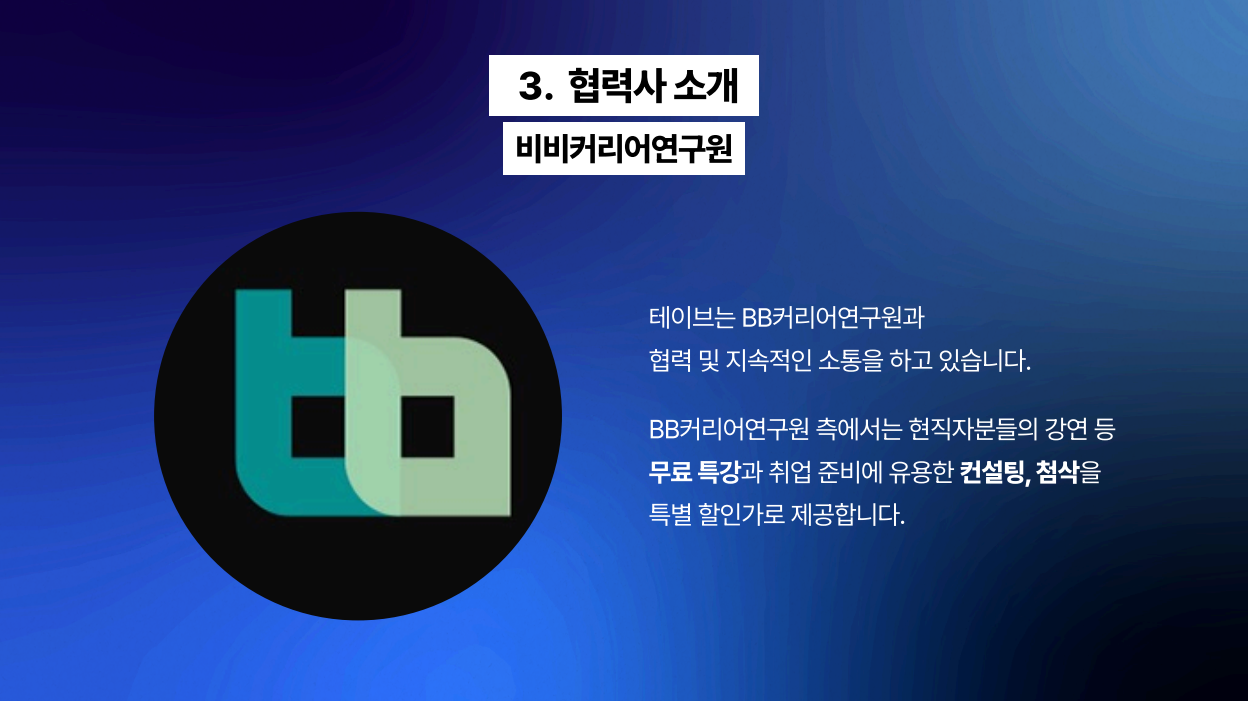 3. 협력사 소개
비비커리어연구원
테이브는 BB커리어연구원과
협력 및 지속적인 소통을 하고 있습니다.
BB커리어연구원 측에서는 현직자분들의 강연 등
무료 특강과 취업 준비에 유용한 컨설팅, 첨삭을
특별 할인가로 제공합니다.